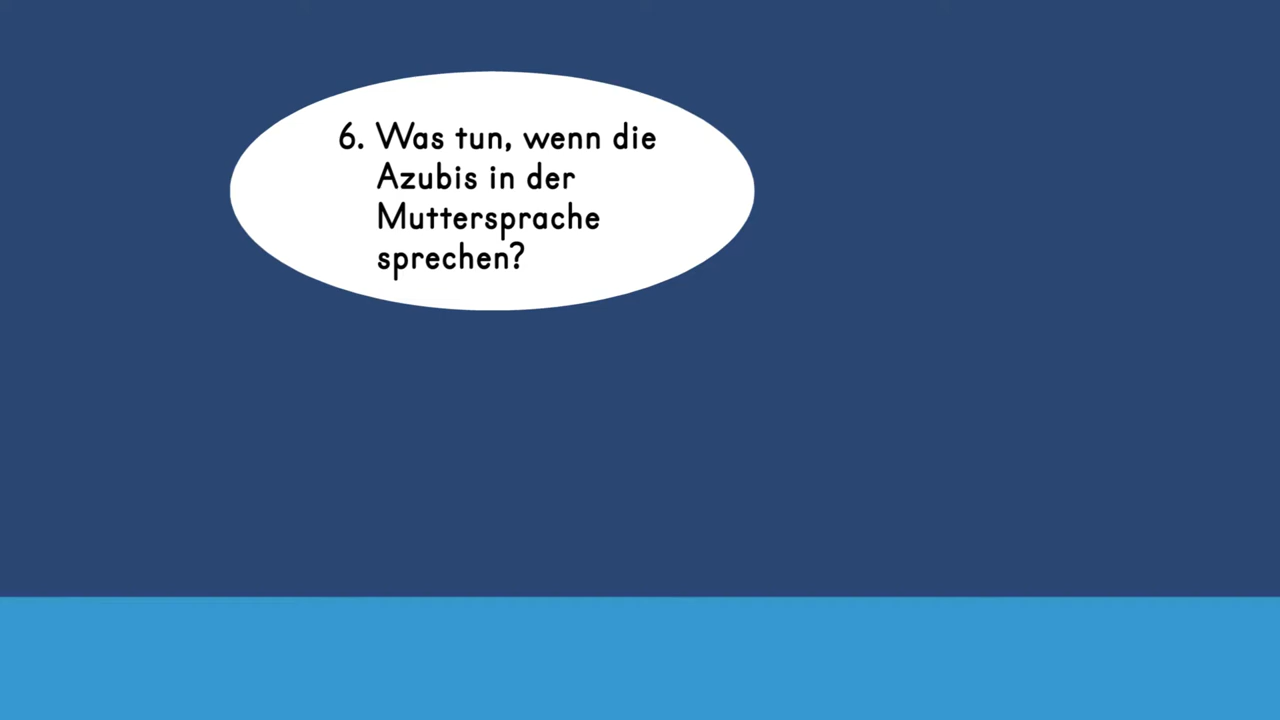 6. Was tun, wenn die
Azubis in der
Muttersprache
sprechen?